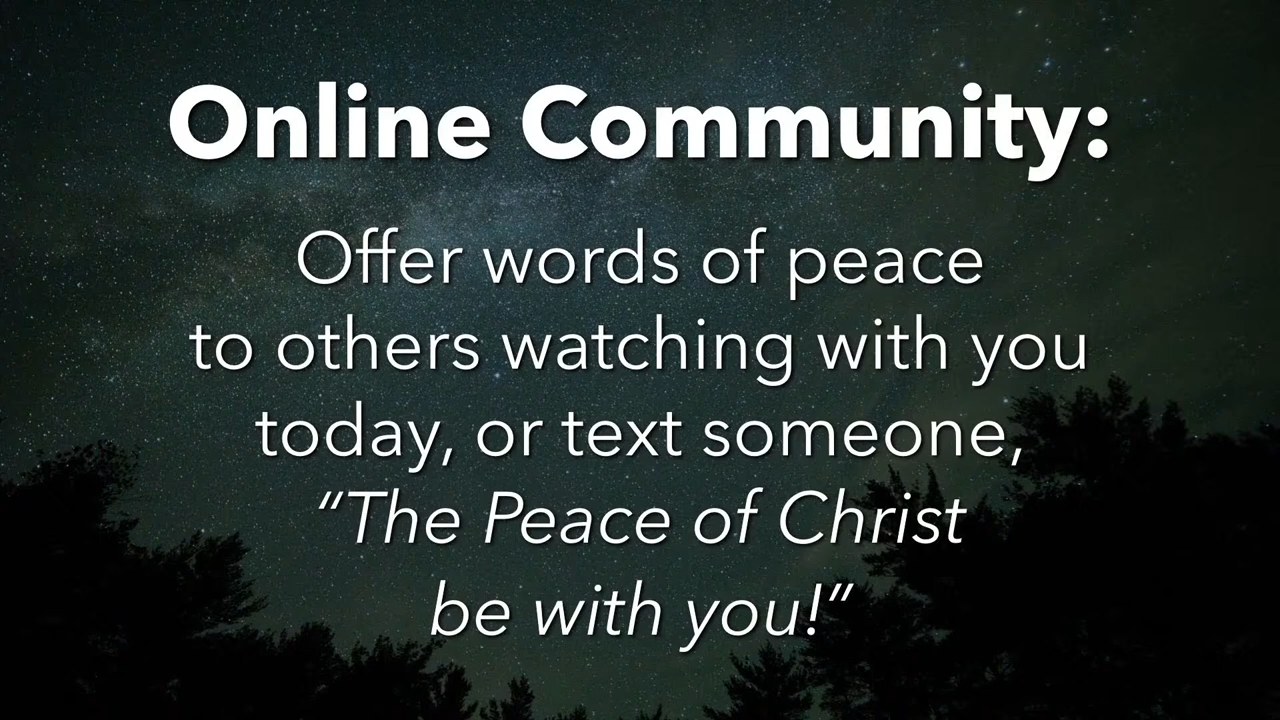 Online Community:
Offer words of peace
to others watching with you
today, or text someone,
“The Peace of Christ
be with you!”